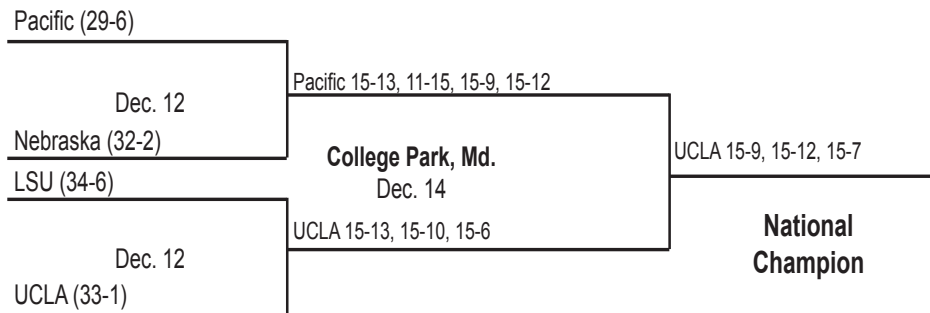 Pacific (29-6)
Pacific 15-13, 11-15, 15-9, 15-12
Dec. 12
Nebraska (32-2)
College Park, Md.
UCLA 15-9, 15-12, 15-7
LSU (34-6)
Dec. 14
UCLA 15-13, 15-10, 15-6
National
Champion
Dec. 12
UCLA (33-1)